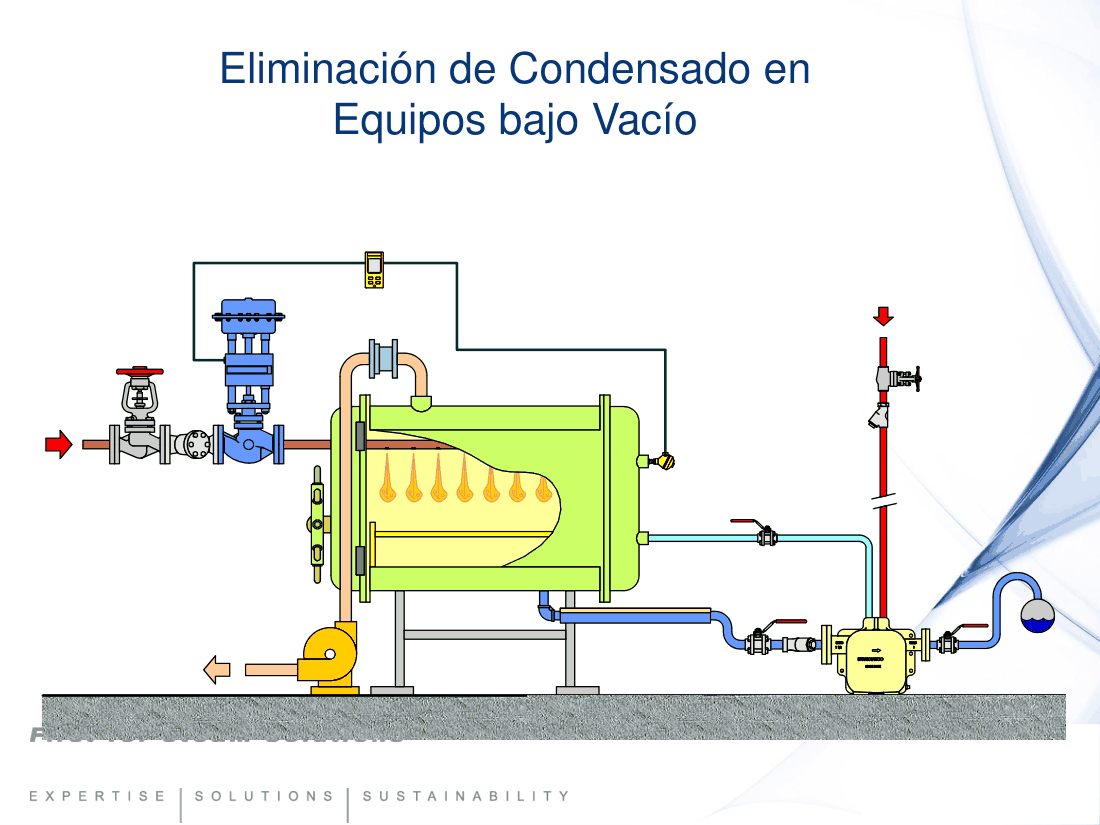 Eliminación de Condensado en
Equipos bajo Vacío
EXPERTISE | SOLUTIONS | SUSTAINABILITY